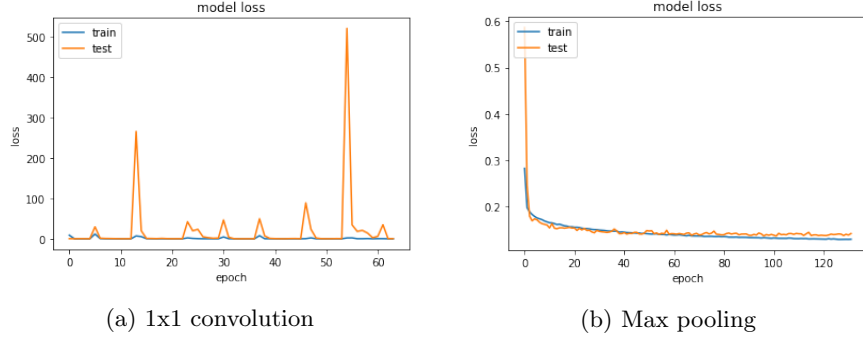 model loss
train
test
500
400
300
200
100
0
loss
0 10 20 30 40 50 60
epoch
(a) 1x1 convolution
model loss
train
test
0.6
0.5
0.4
0.3
0.2
loss
0 20 40 60 80 100 120
epoch
(b) Max pooling